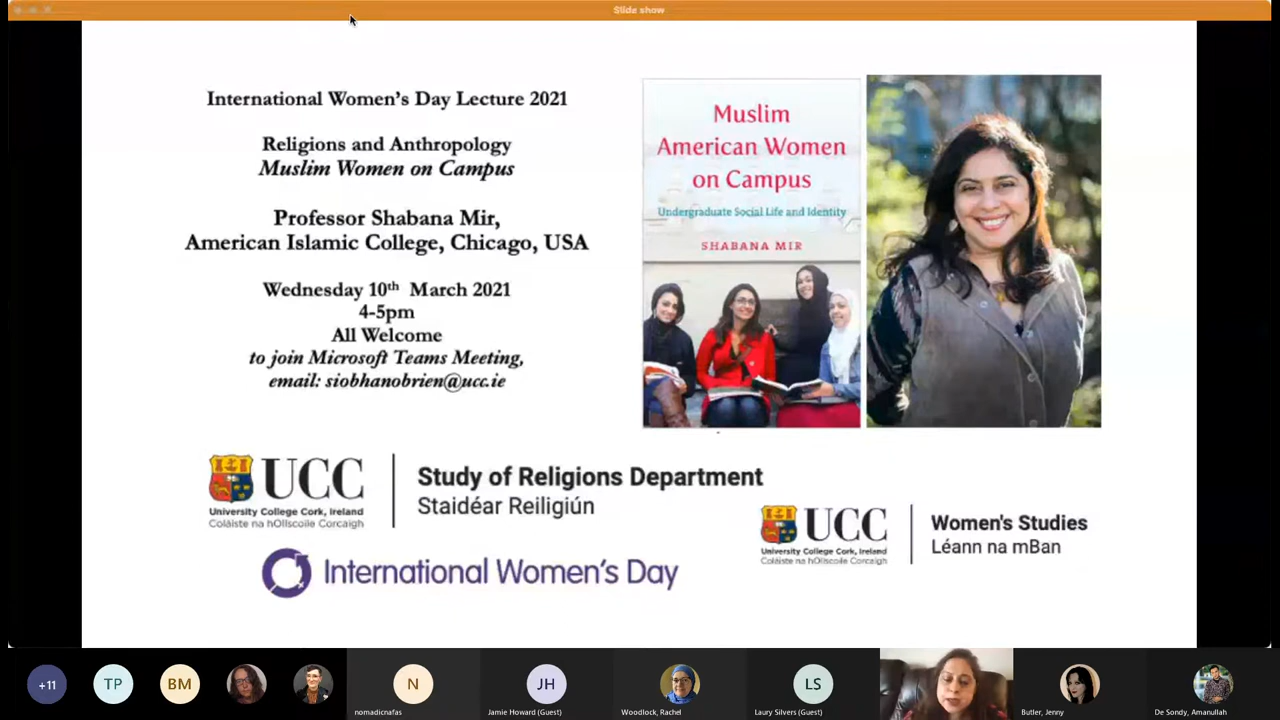 Slide show
International Women's Day Lecture 2021
Religions and Anthropology
Muslim Women on Campus
Professor Shabana Mir,
American Islamic College, Chicago, USA
Wednesday 10th March 2021
4-5pm
All Welcome
to join Microsoft Teams Meeting,
email: siobhanobrien@ucc.ie
Muslim
American Women
on Campus
Undergraduate Social Life and Identity
SHABANA MIR
UCC
University College Cork, Ireland
Coláiste na hOllscoile Corcaigh
Study of Religions Department
Staidéar Reiligiún
UCC
University College Cork, Ireland
Coláiste na hOllscoile Corcaigh
Women's Studies
Léann na mBan
International Women's Day
+11
TP
BM
N
nomadicnafas
JH
Jamie Howard (Guest)
Woodlock, Rachel
LS
Laury Silvers (Guest)
Butler, Jenny
De Sondy, Amanullah